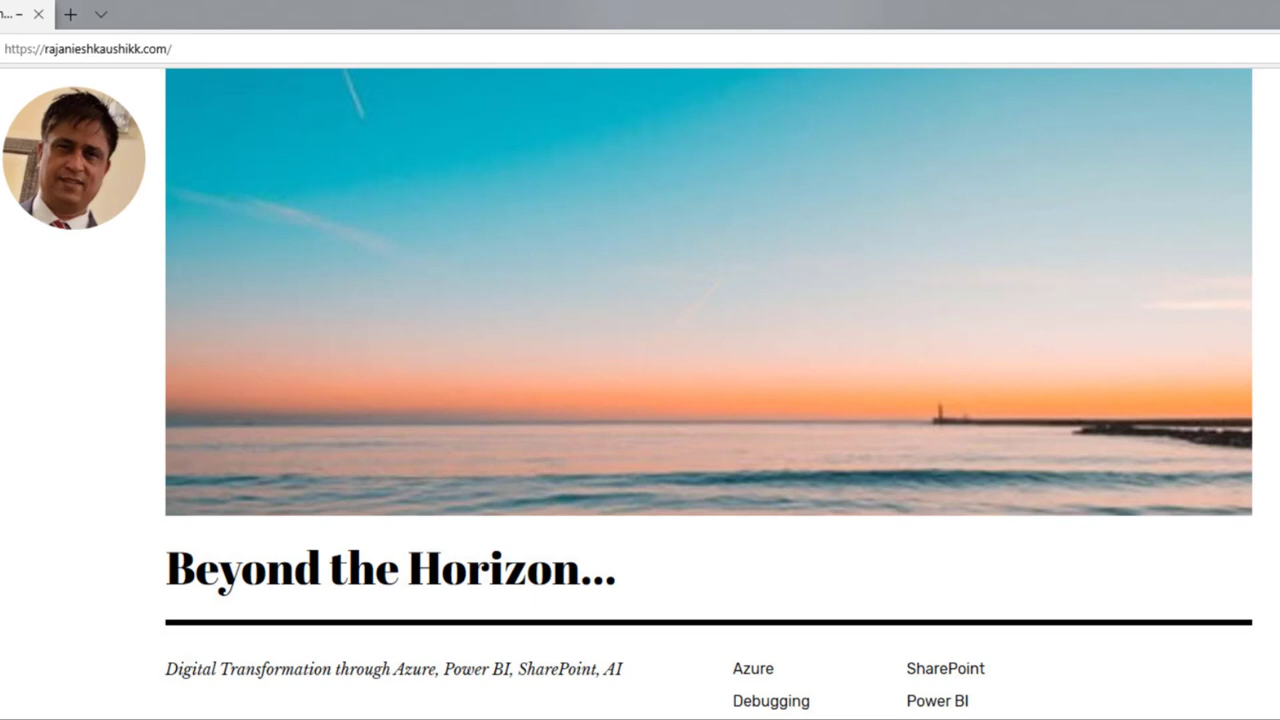 https://rajanieshkaushikk.com/
Beyond the Horizon...
Digital Transformation through Azure, Power BI, SharePoint, AI
Azure SharePoint
Debugging Power BI